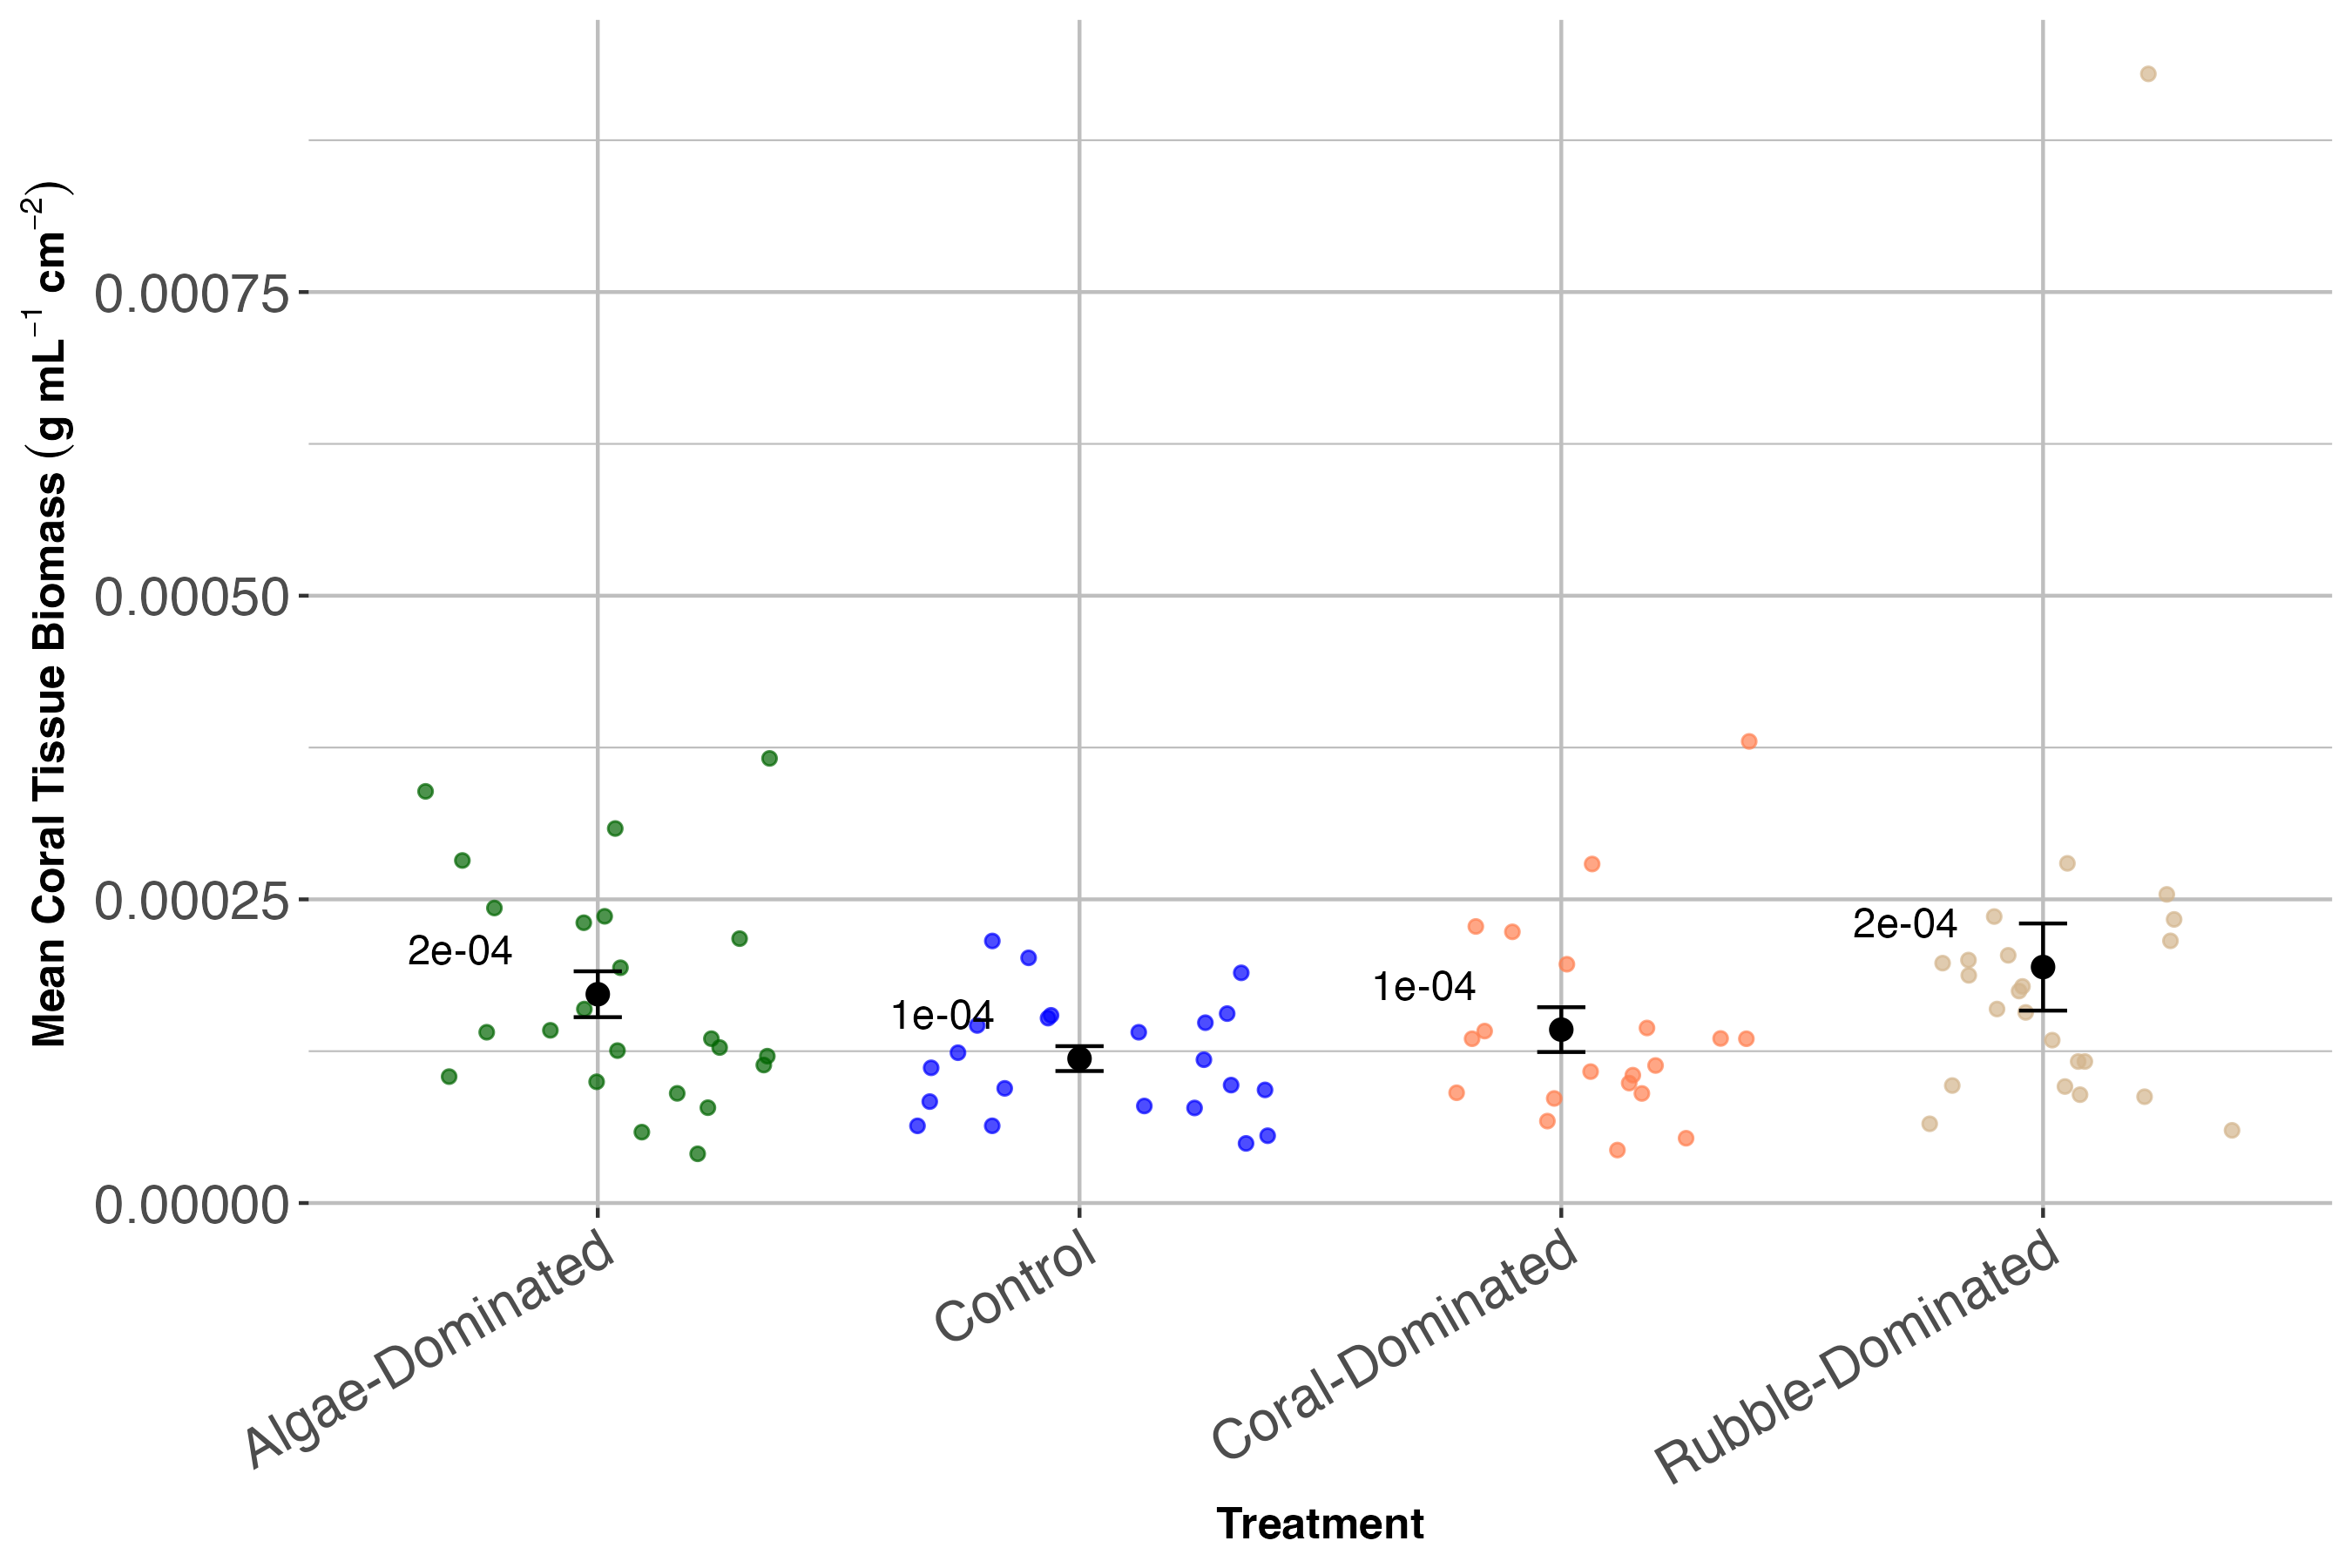 Mean Coral Tissue Biomass (g mL⁻¹ cm⁻²)
0.00075
0.00050
0.00025
0.00000
2e-04
1e-04
1e-04
2e-04
Algae-Dominated
Control
Coral-Dominated
Rubble-Dominated
Treatment